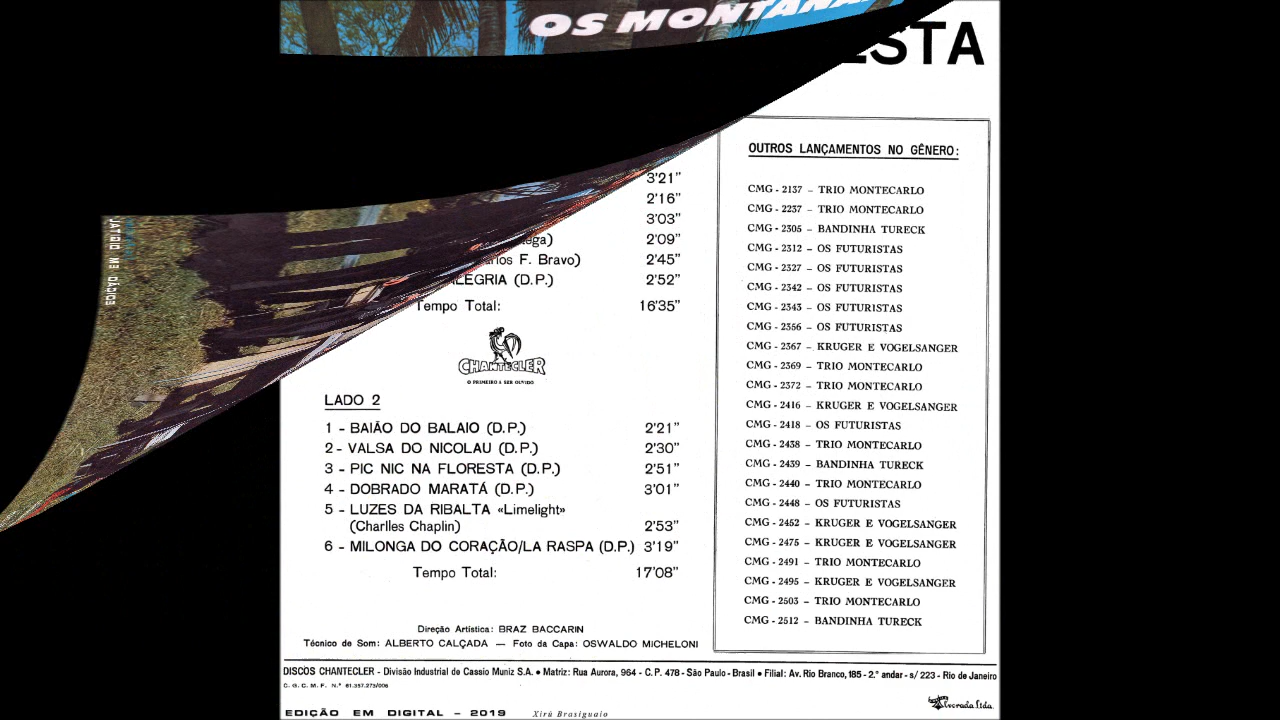 OS MONTANA
ESTA
3'21"
2'16"
3'03"
2'09"
F. Bravo) 2'45"
ALEGRIA (D.P.) 2'52"
Tempo Total: 16'35"
CHANTECLER
O PRIMEIRO A SER OUVIDO
LADO 2
1 - BAIÃO DO BALAIO (D.P.) 2'21"
2 - VALSA DO NICOLAU (D.P.) 2'30"
3 - PIC NIC NA FLORESTA (D.P.) 2'51"
4 - DOBRADO MARATÁ (D.P.) 3'01"
5 - LUZES DA RIBALTA «Limelight»
(Charlles Chaplin) 2'53"
6 - MILONGA DO CORAÇÃO/LA RASPA (D.P.) 3'19"
Tempo Total: 17'08"
Direção Artística: BRAZ BACCARIN
Técnico de Som: ALBERTO CALÇADA — Foto da Capa: OSWALDO MICHELONI
OUTROS LANÇAMENTOS NO GÊNERO:
CMG - 2137 - TRIO MONTECARLO
CMG - 2237 - TRIO MONTECARLO
CMG - 2305 - BANDINHA TURECK
CMG - 2312 - OS FUTURISTAS
CMG - 2327 - OS FUTURISTAS
CMG - 2342 - OS FUTURISTAS
CMG - 2343 - OS FUTURISTAS
CMG - 2356 - OS FUTURISTAS
CMG - 2367 - KRUGER E VOGELSANGER
CMG - 2369 - TRIO MONTECARLO
CMG - 2372 - TRIO MONTECARLO
CMG - 2416 - KRUGER E VOGELSANGER
CMG - 2418 - OS FUTURISTAS
CMG - 2438 - TRIO MONTECARLO
CMG - 2439 - BANDINHA TURECK
CMG - 2440 - TRIO MONTECARLO
CMG - 2448 - OS FUTURISTAS
CMG - 2452 - KRUGER E VOGELSANGER
CMG - 2475 - KRUGER E VOGELSANGER
CMG - 2491 - TRIO MONTECARLO
CMG - 2495 - KRUGER E VOGELSANGER
CMG - 2503 - TRIO MONTECARLO
CMG - 2512 - BANDINHA TURECK
DISCOS CHANTECLER - Divisão Industrial de Cassio Muniz S.A. • Matriz: Rua Aurora, 964 - C.P. 478 - São Paulo - Brasil • Filial: Av. Rio Branco, 185 - 2.º andar - s/ 223 - Rio de Janeiro
C. G. C. M. F. N.º 61.357.273/006
Alvorada Ltda.
EDIÇÃO EM DIGITAL - 2019 Xirú Brasiguaio